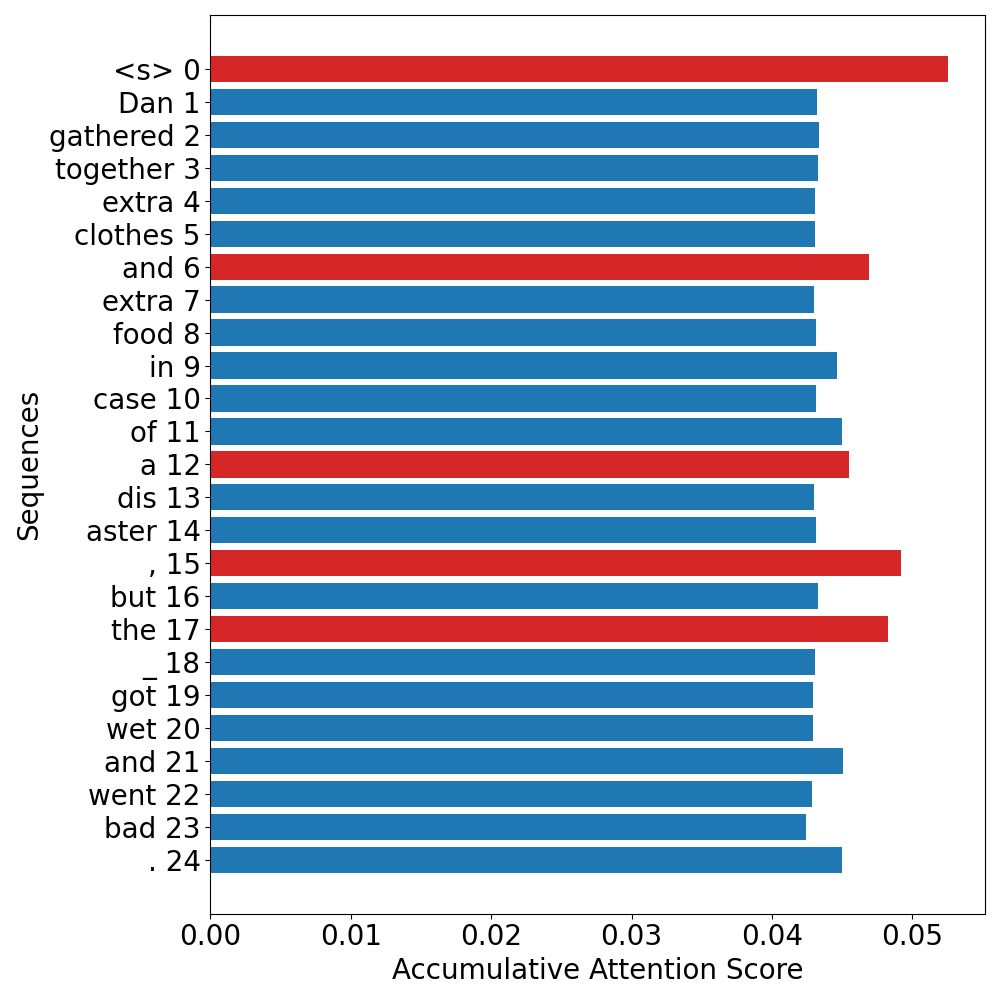 <s> 0
Dan 1
gathered 2
together 3
extra 4
clothes 5
and 6
extra 7
food 8
in 9
case 10
of 11
a 12
dis 13
aster 14
, 15
but 16
the 17
_ 18
got 19
wet 20
and 21
went 22
bad 23
. 24
Sequences
0.00 0.01 0.02 0.03 0.04 0.05
Accumulative Attention Score